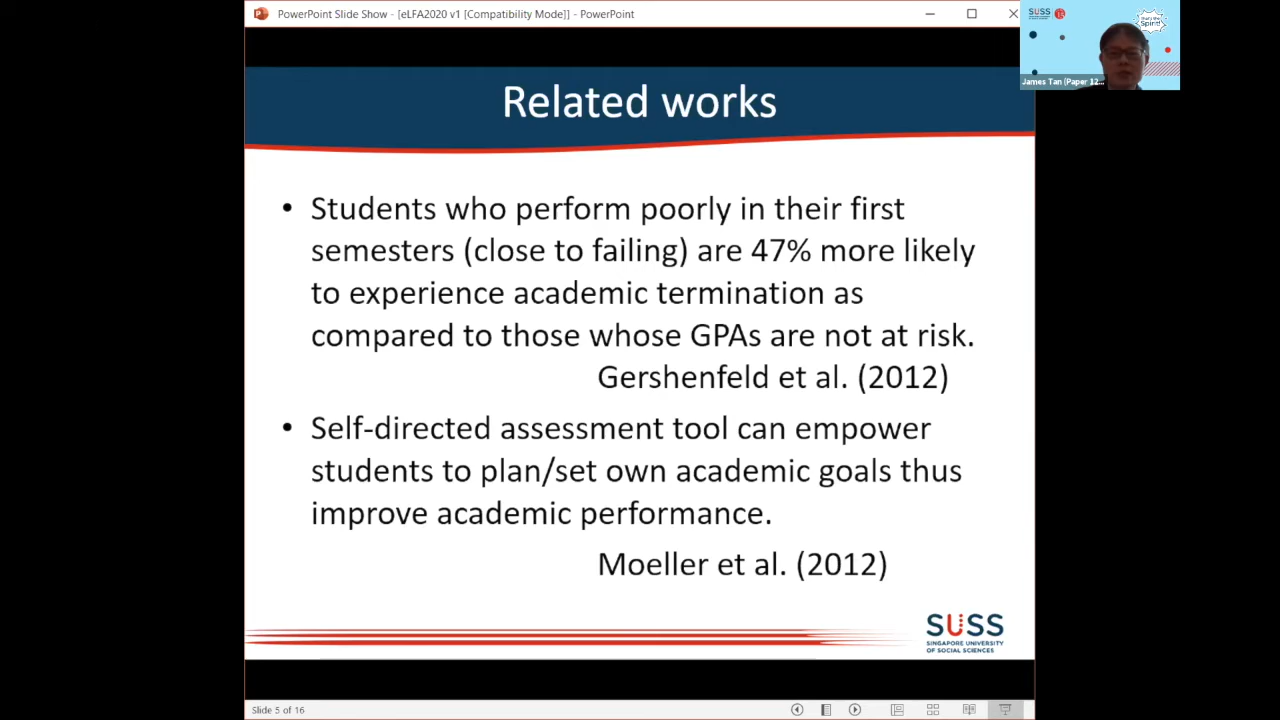 PowerPoint Slide Show - [eLFA2020 v1 [Compatibility Mode]] - PowerPoint
SUSS
That's the
Spirit!
James Tan (Paper 12...
Related works
• Students who perform poorly in their first
semesters (close to failing) are 47% more likely
to experience academic termination as
compared to those whose GPAs are not at risk.
Gershenfeld et al. (2012)
• Self-directed assessment tool can empower
students to plan/set own academic goals thus
improve academic performance.
Moeller et al. (2012)
SUSS
SINGAPORE UNIVERSITY
OF SOCIAL SCIENCES
Slide 5 of 16